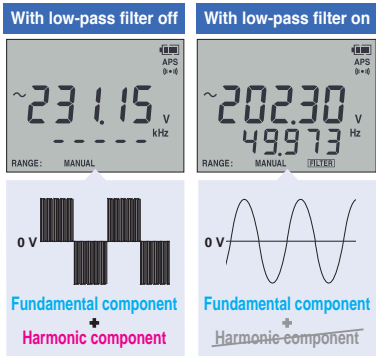 With low-pass filter off
APS
~231.15 V
----- kHz
RANGE: MANUAL
0 V
Fundamental component
+
Harmonic component
With low-pass filter on
APS
~202.30 V
49.973 Hz
RANGE: MANUAL FILTER
0 V
Fundamental component
+
Harmonic component